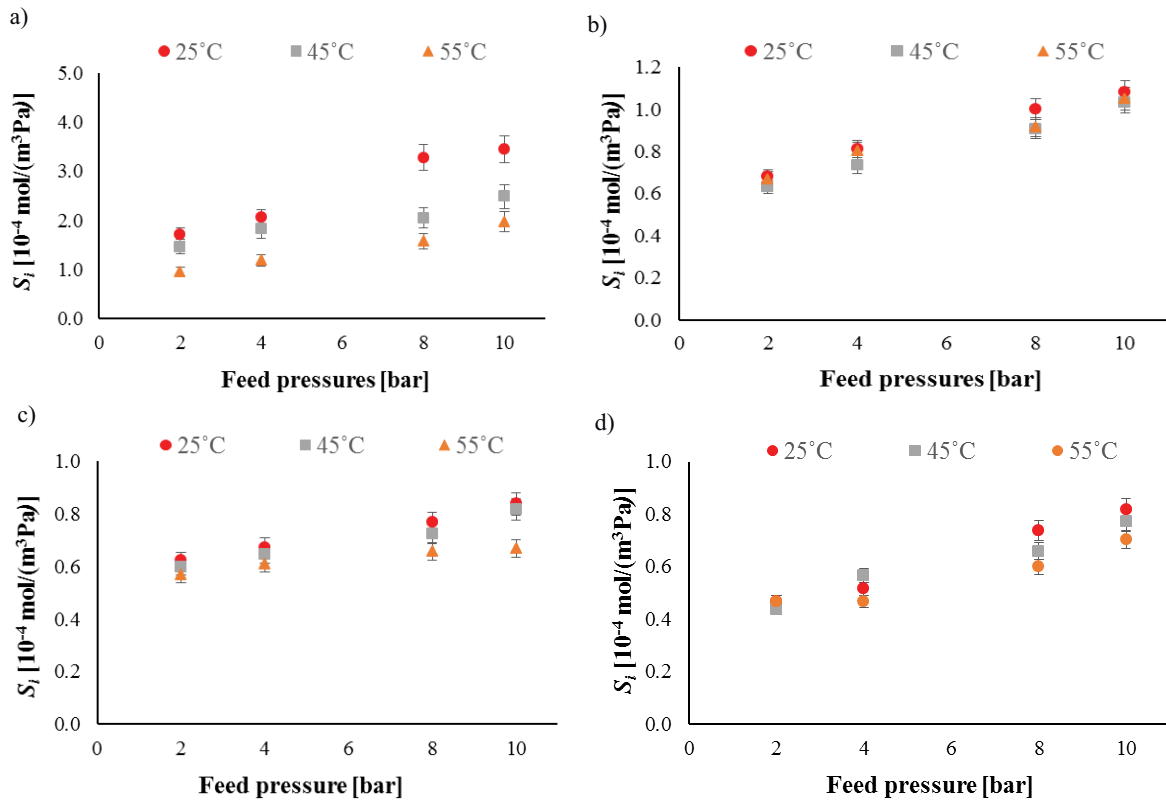 a)
25˚C 45˚C 55˚C
5.0
4.0
3.0
2.0
1.0
0.0
0 2 4 6 8 10
Feed pressures [bar]
S_i [10⁻⁴ mol/(m³Pa)]
b)
25˚C 45˚C 55˚C
1.2
1.0
0.8
0.6
0.4
0.2
0.0
0 2 4 6 8 10
Feed pressures [bar]
S_i [10⁻⁴ mol/(m³Pa)]
c)
25˚C 45˚C 55˚C
1.0
0.8
0.6
0.4
0.2
0.0
0 2 4 6 8 10
Feed pressure [bar]
S_i [10⁻⁴ mol/(m³Pa)]
d)
25˚C 45˚C 55˚C
1.0
0.8
0.6
0.4
0.2
0.0
0 2 4 6 8 10
Feed pressure [bar]
S_i [10⁻⁴ mol/(m³Pa)]